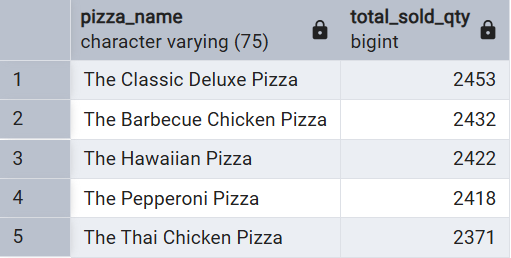 pizza_name total_sold_qty
character varying (75) bigint
1 The Classic Deluxe Pizza 2453
2 The Barbecue Chicken Pizza 2432
3 The Hawaiian Pizza 2422
4 The Pepperoni Pizza 2418
5 The Thai Chicken Pizza 2371